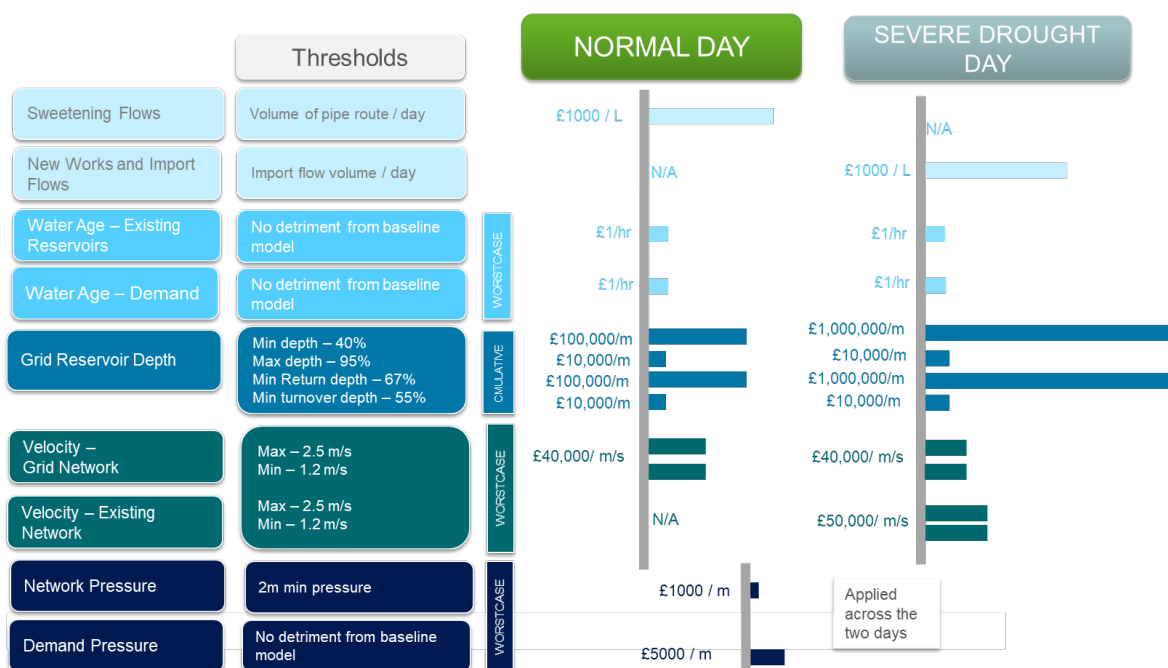 Thresholds
NORMAL DAY
SEVERE DROUGHT
DAY
Sweetening Flows
Volume of pipe route / day
£1000 / L
N/A
New Works and Import
Flows
Import flow volume / day
N/A
£1000 / L
Water Age – Existing
Reservoirs
No detriment from baseline
model
WORSTCASE
£1/hr
£1/hr
Water Age – Demand
No detriment from baseline
model
£1/hr
£1/hr
Grid Reservoir Depth
Min depth – 40%
Max depth – 95%
Min Return depth – 67%
Min turnover depth – 55%
CMULATIVE
£100,000/m
£10,000/m
£100,000/m
£10,000/m
£1,000,000/m
£10,000/m
£1,000,000/m
£10,000/m
Velocity –
Grid Network
Max – 2.5 m/s
Min – 1.2 m/s
WORSTCASE
£40,000/ m/s
£40,000/ m/s
Velocity – Existing
Network
Max – 2.5 m/s
Min – 1.2 m/s
N/A
£50,000/ m/s
Network Pressure
2m min pressure
WORSTCASE
£1000 / m
Applied
across the
two days
Demand Pressure
No detriment from baseline
model
£5000 / m